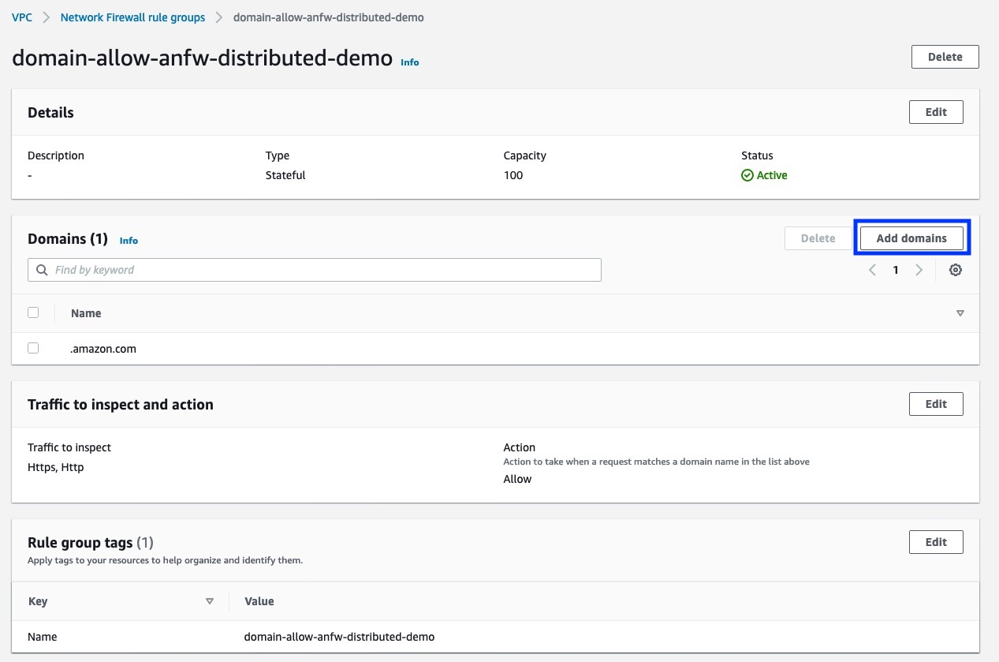 VPC > Network Firewall rule groups > domain-allow-anfw-distributed-demo
domain-allow-anfw-distributed-demo Info Delete
Details Edit
Description Type Capacity Status
- Stateful 100 Active
Domains (1) Info Delete Add domains
Find by keyword 1
Name
.amazon.com
Traffic to inspect and action Edit
Traffic to inspect Action
Action to take when a request matches a domain name in the list above
Https, Http
Allow
Rule group tags (1) Edit
Apply tags to your resources to help organize and identify them.
Key Value
Name domain-allow-anfw-distributed-demo